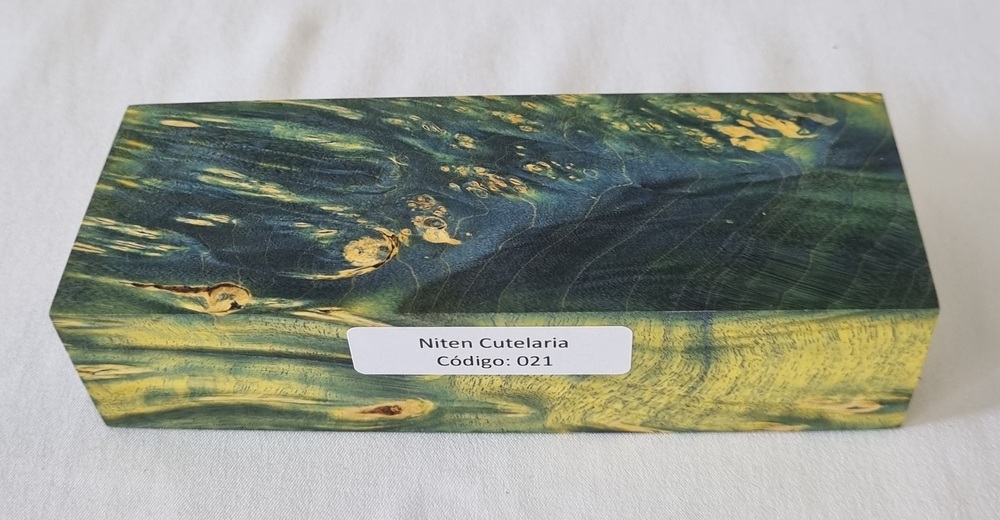 Niten Cutelaria
Código: 021